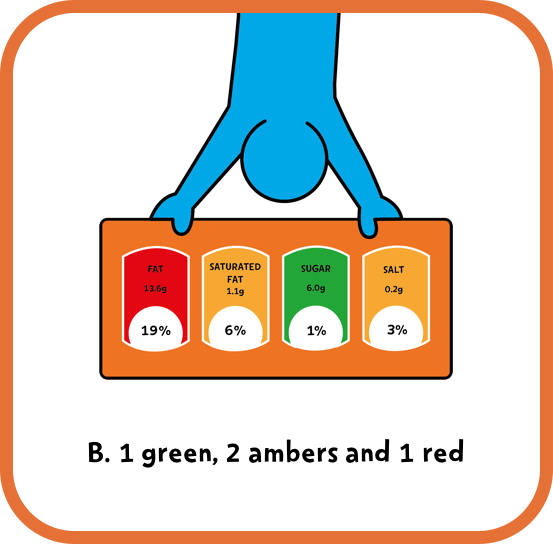 FAT
13.6g
19%
SATURATED
FAT
1.1g
6%
SUGAR
6.0g
1%
SALT
0.2g
3%
B. 1 green, 2 ambers and 1 red